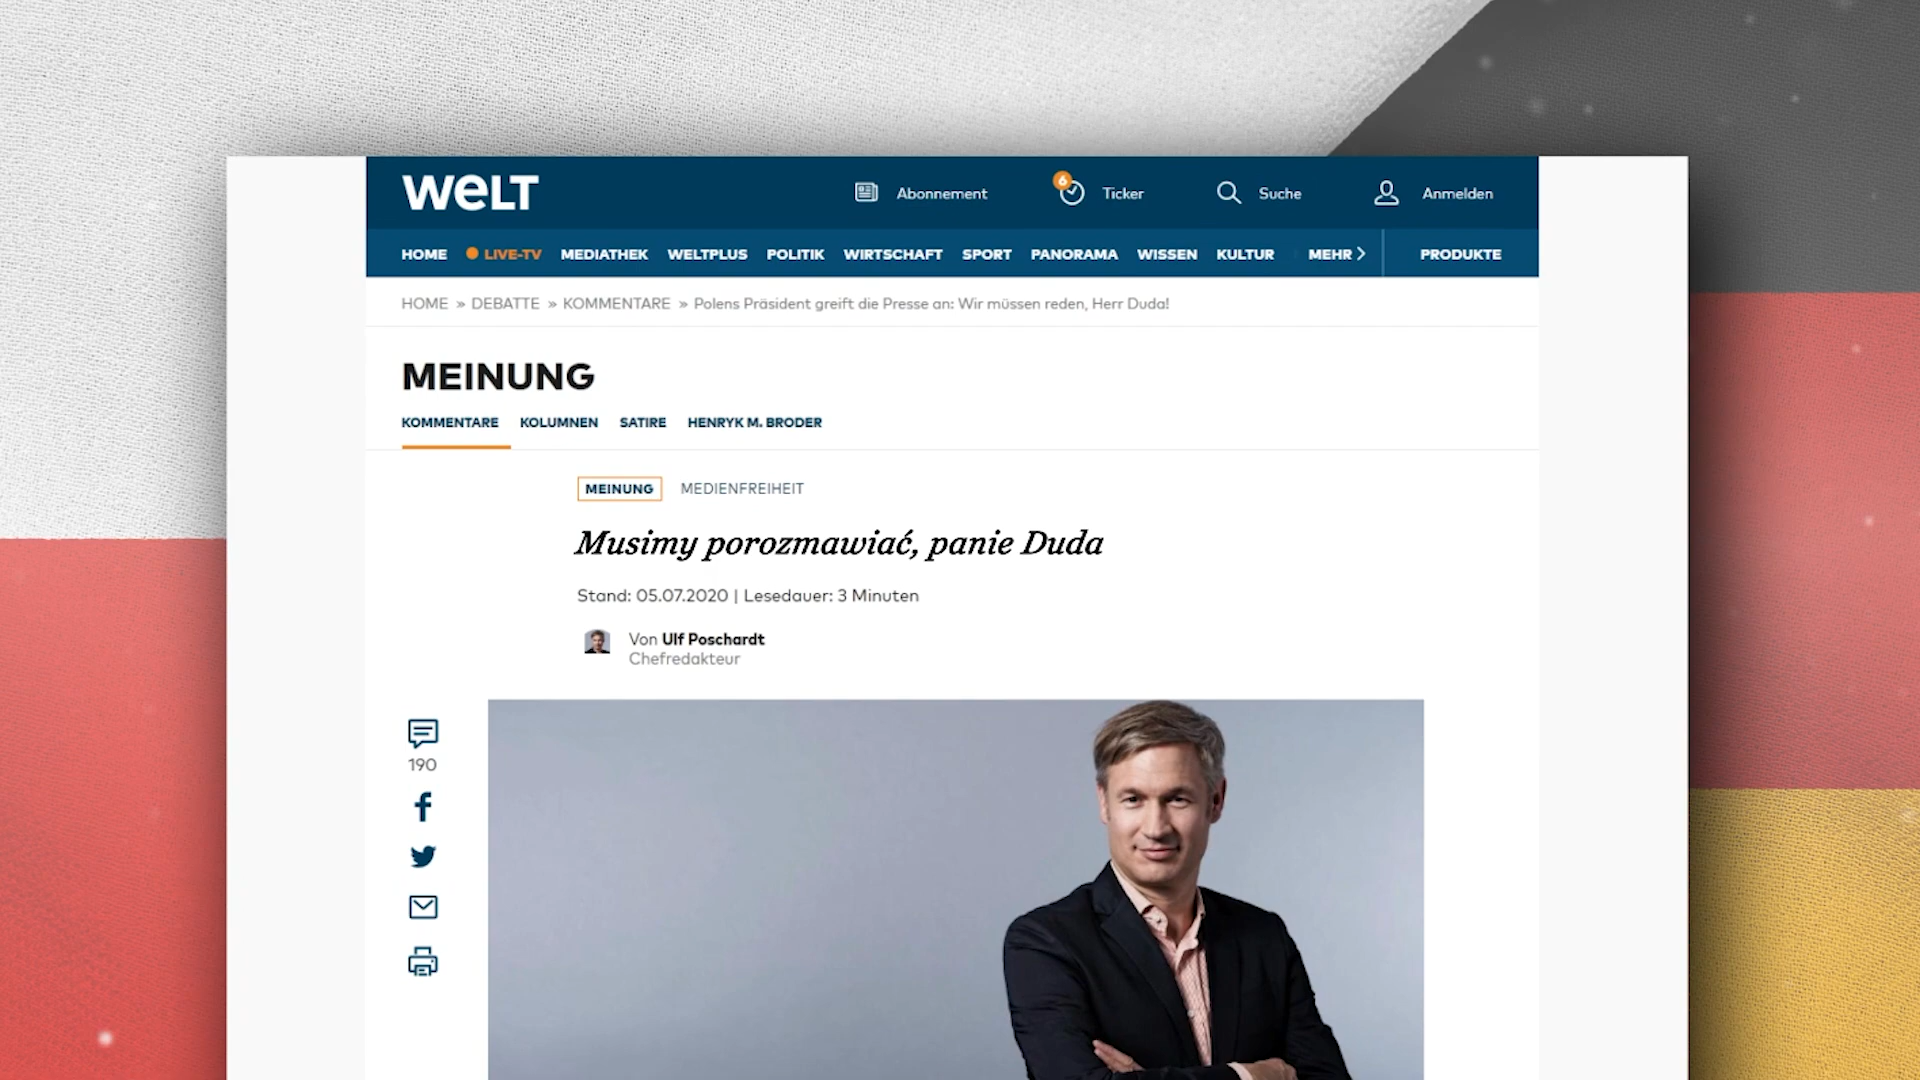 WELT
Abonnement
6
Ticker
Suche
Anmelden
HOME LIVE-TV MEDIATHEK WELTPLUS POLITIK WIRTSCHAFT SPORT PANORAMA WISSEN KULTUR MEHR PRODUKTE
HOME » DEBATTE » KOMMENTARE » Polens Präsident greift die Presse an: Wir müssen reden, Herr Duda!
MEINUNG
KOMMENTARE KOLUMNEN SATIRE HENRYK M. BRODER
MEINUNG MEDIENFREIHEIT
Musimy porozmawiać, panie Duda
Stand: 05.07.2020 | Lesedauer: 3 Minuten
Von Ulf Poschardt
Chefredakteur
190